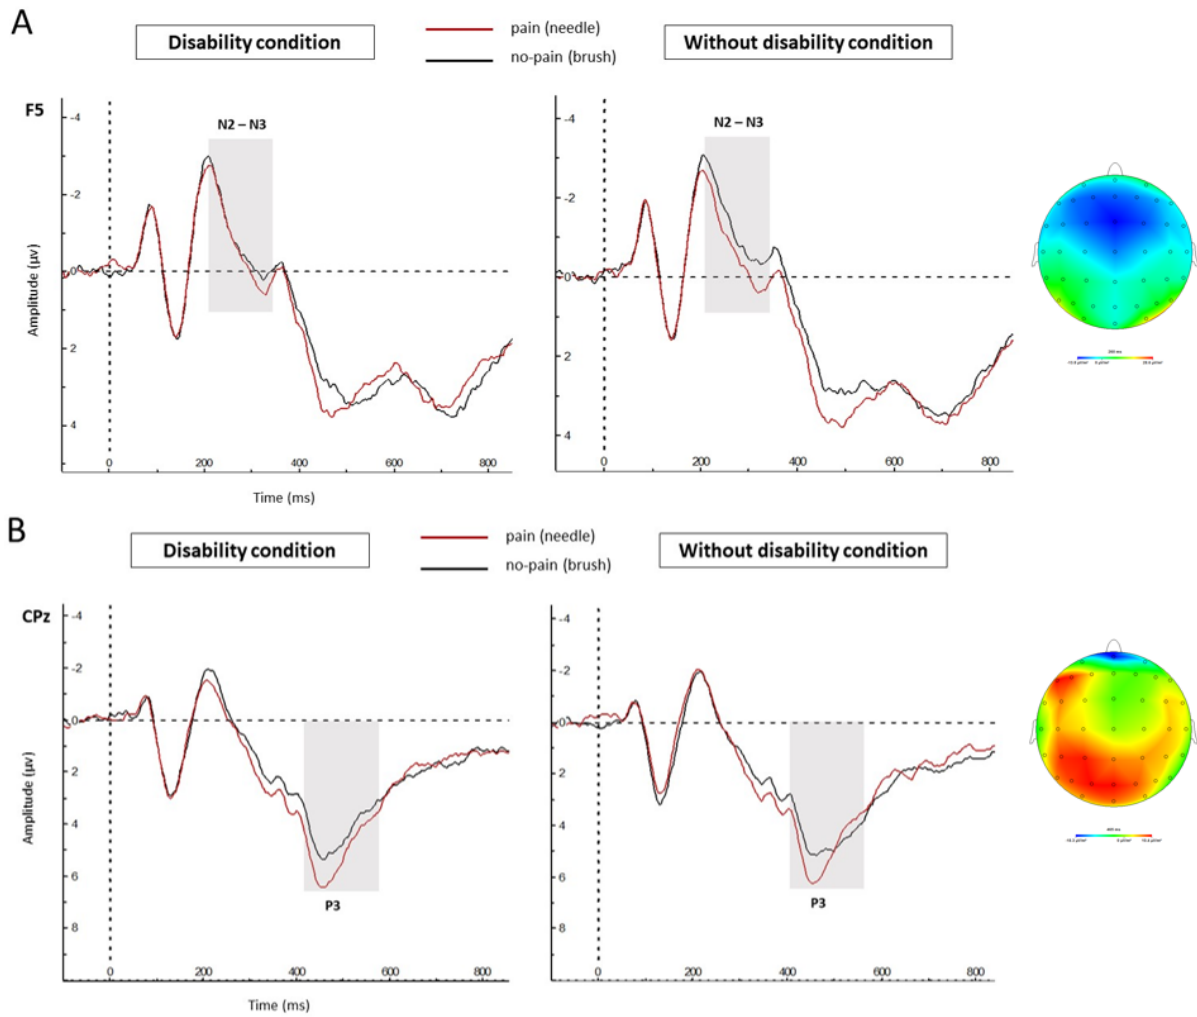 A
Disability condition
pain (needle)
no-pain (brush)
Without disability condition
F5
N2 – N3
N2 – N3
-4
-2
0
2
4
Amplitude (µv)
0 200 400 600 800
Time (ms)
-4
-2
0
2
4
0 200 400 600 800
B
Disability condition
pain (needle)
no-pain (brush)
Without disability condition
CPz
-4
-2
0
2
4
6
8
Amplitude (µv)
P3
0 200 400 600 800
Time (ms)
-4
-2
0
2
4
6
8
P3
0 200 400 600 800